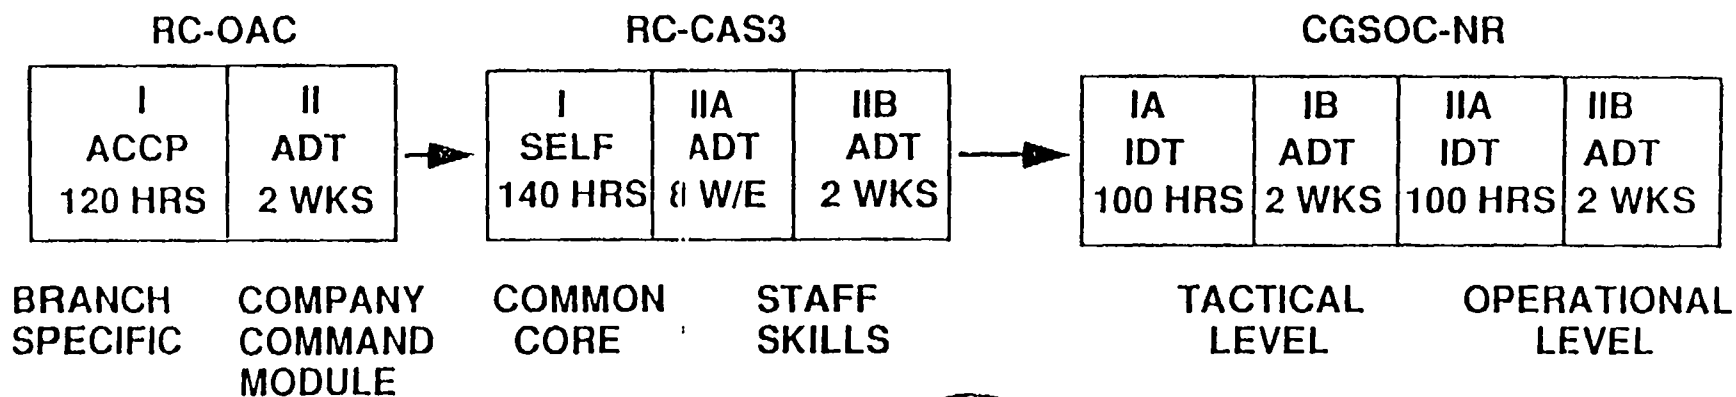 RC-OAC
RC-CAS3
CGSOC-NR
I
ACCP
120 HRS
II
ADT
2 WKS
I
SELF
140 HRS
IIA
ADT
8 W/E
IIB
ADT
2 WKS
IA
IDT
100 HRS
IB
ADT
2 WKS
IIA
IDT
100 HRS
IIB
ADT
2 WKS
BRANCH
SPECIFIC
COMPANY
COMMAND
MODULE
COMMON
CORE
STAFF
SKILLS
TACTICAL
LEVEL
OPERATIONAL
LEVEL